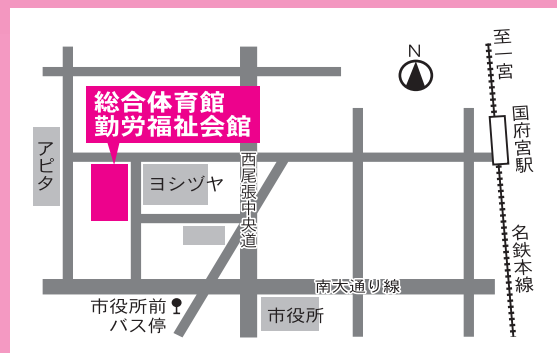 N
至一宮
総合体育館
勤労福祉会館
国府宮駅
アピタ
ヨシヅヤ
西尾張中央道
名鉄本線
南大通り線
市役所前
バス停
市役所